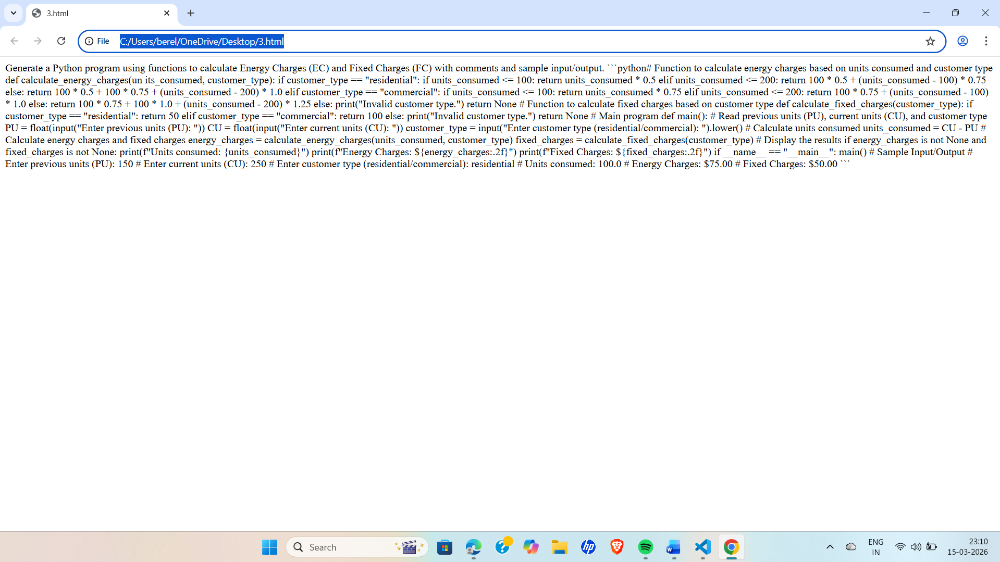 3.html
File
C:/Users/berel/OneDrive/Desktop/3.html
Generate a Python program using functions to calculate Energy Charges (EC) and Fixed Charges (FC) with comments and sample input/output. ```python# Function to calculate energy charges based on units consumed and customer type
def calculate_energy_charges(un its_consumed, customer_type): if customer_type == "residential": if units_consumed <= 100: return units_consumed * 0.5 elif units_consumed <= 200: return 100 * 0.5 + (units_consumed - 100) * 0.75
else: return 100 * 0.5 + 100 * 0.75 + (units_consumed - 200) * 1.0 elif customer_type == "commercial": if units_consumed <= 100: return units_consumed * 0.75 elif units_consumed <= 200: return 100 * 0.75 + (units_consumed - 100)
* 1.0 else: return 100 * 0.75 + 100 * 1.0 + (units_consumed - 200) * 1.25 else: print("Invalid customer type.") return None # Function to calculate fixed charges based on customer type def calculate_fixed_charges(customer_type): if
customer_type == "residential": return 50 elif customer_type == "commercial": return 100 else: print("Invalid customer type.") return None # Main program def main(): # Read previous units (PU), current units (CU), and customer type
PU = float(input("Enter previous units (PU): ")) CU = float(input("Enter current units (CU): ")) customer_type = input("Enter customer type (residential/commercial): ").lower() # Calculate units consumed units_consumed = CU - PU #
Calculate energy charges and fixed charges energy_charges = calculate_energy_charges(units_consumed, customer_type) fixed_charges = calculate_fixed_charges(customer_type) # Display the results if energy_charges is not None and
fixed_charges is not None: print(f"Units consumed: {units_consumed}") print(f"Energy Charges: ${energy_charges:.2f}") print(f"Fixed Charges: ${fixed_charges:.2f}") if __name__ == "__main__": main() # Sample Input/Output #
Enter previous units (PU): 150 # Enter current units (CU): 250 # Enter customer type (residential/commercial): residential # Units consumed: 100.0 # Energy Charges: $75.00 # Fixed Charges: $50.00 ```
Search
hp
W
ENG
IN
23:10
15-03-2026